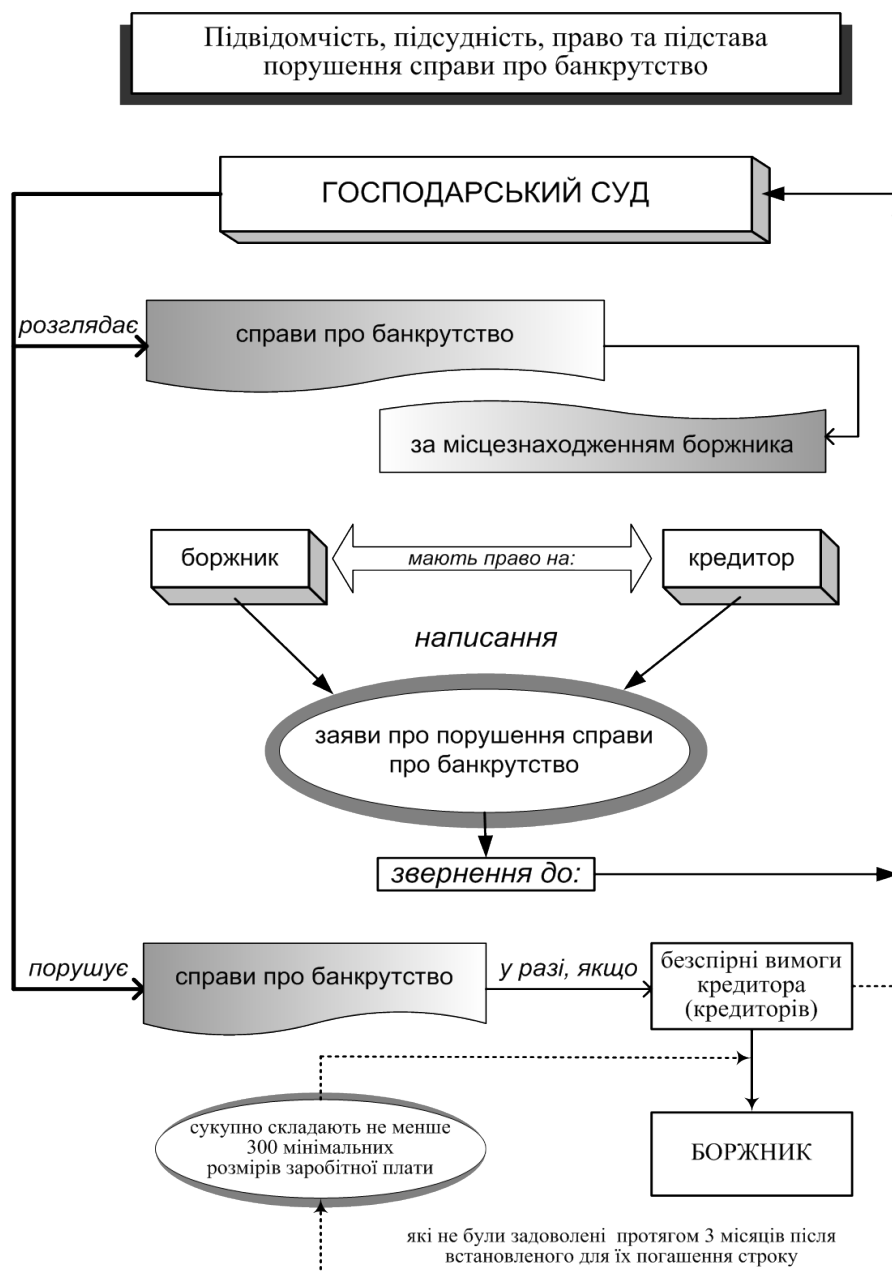 Підвідомчість, підсудність, право та підстава
порушення справи про банкрутство
ГОСПОДАРСЬКИЙ СУД
розглядає
справи про банкрутство
за місцезнаходженням боржника
боржник
мають право на:
кредитор
написання
заяви про порушення справи
про банкрутство
звернення до:
порушує
справи про банкрутство
у разі, якщо
безспірні вимоги
кредитора
(кредиторів)
сукупно складають не менше
300 мінімальних
розмірів заробітної плати
БОРЖНИК
які не були задоволені протягом 3 місяців після
встановленого для їх погашення строку